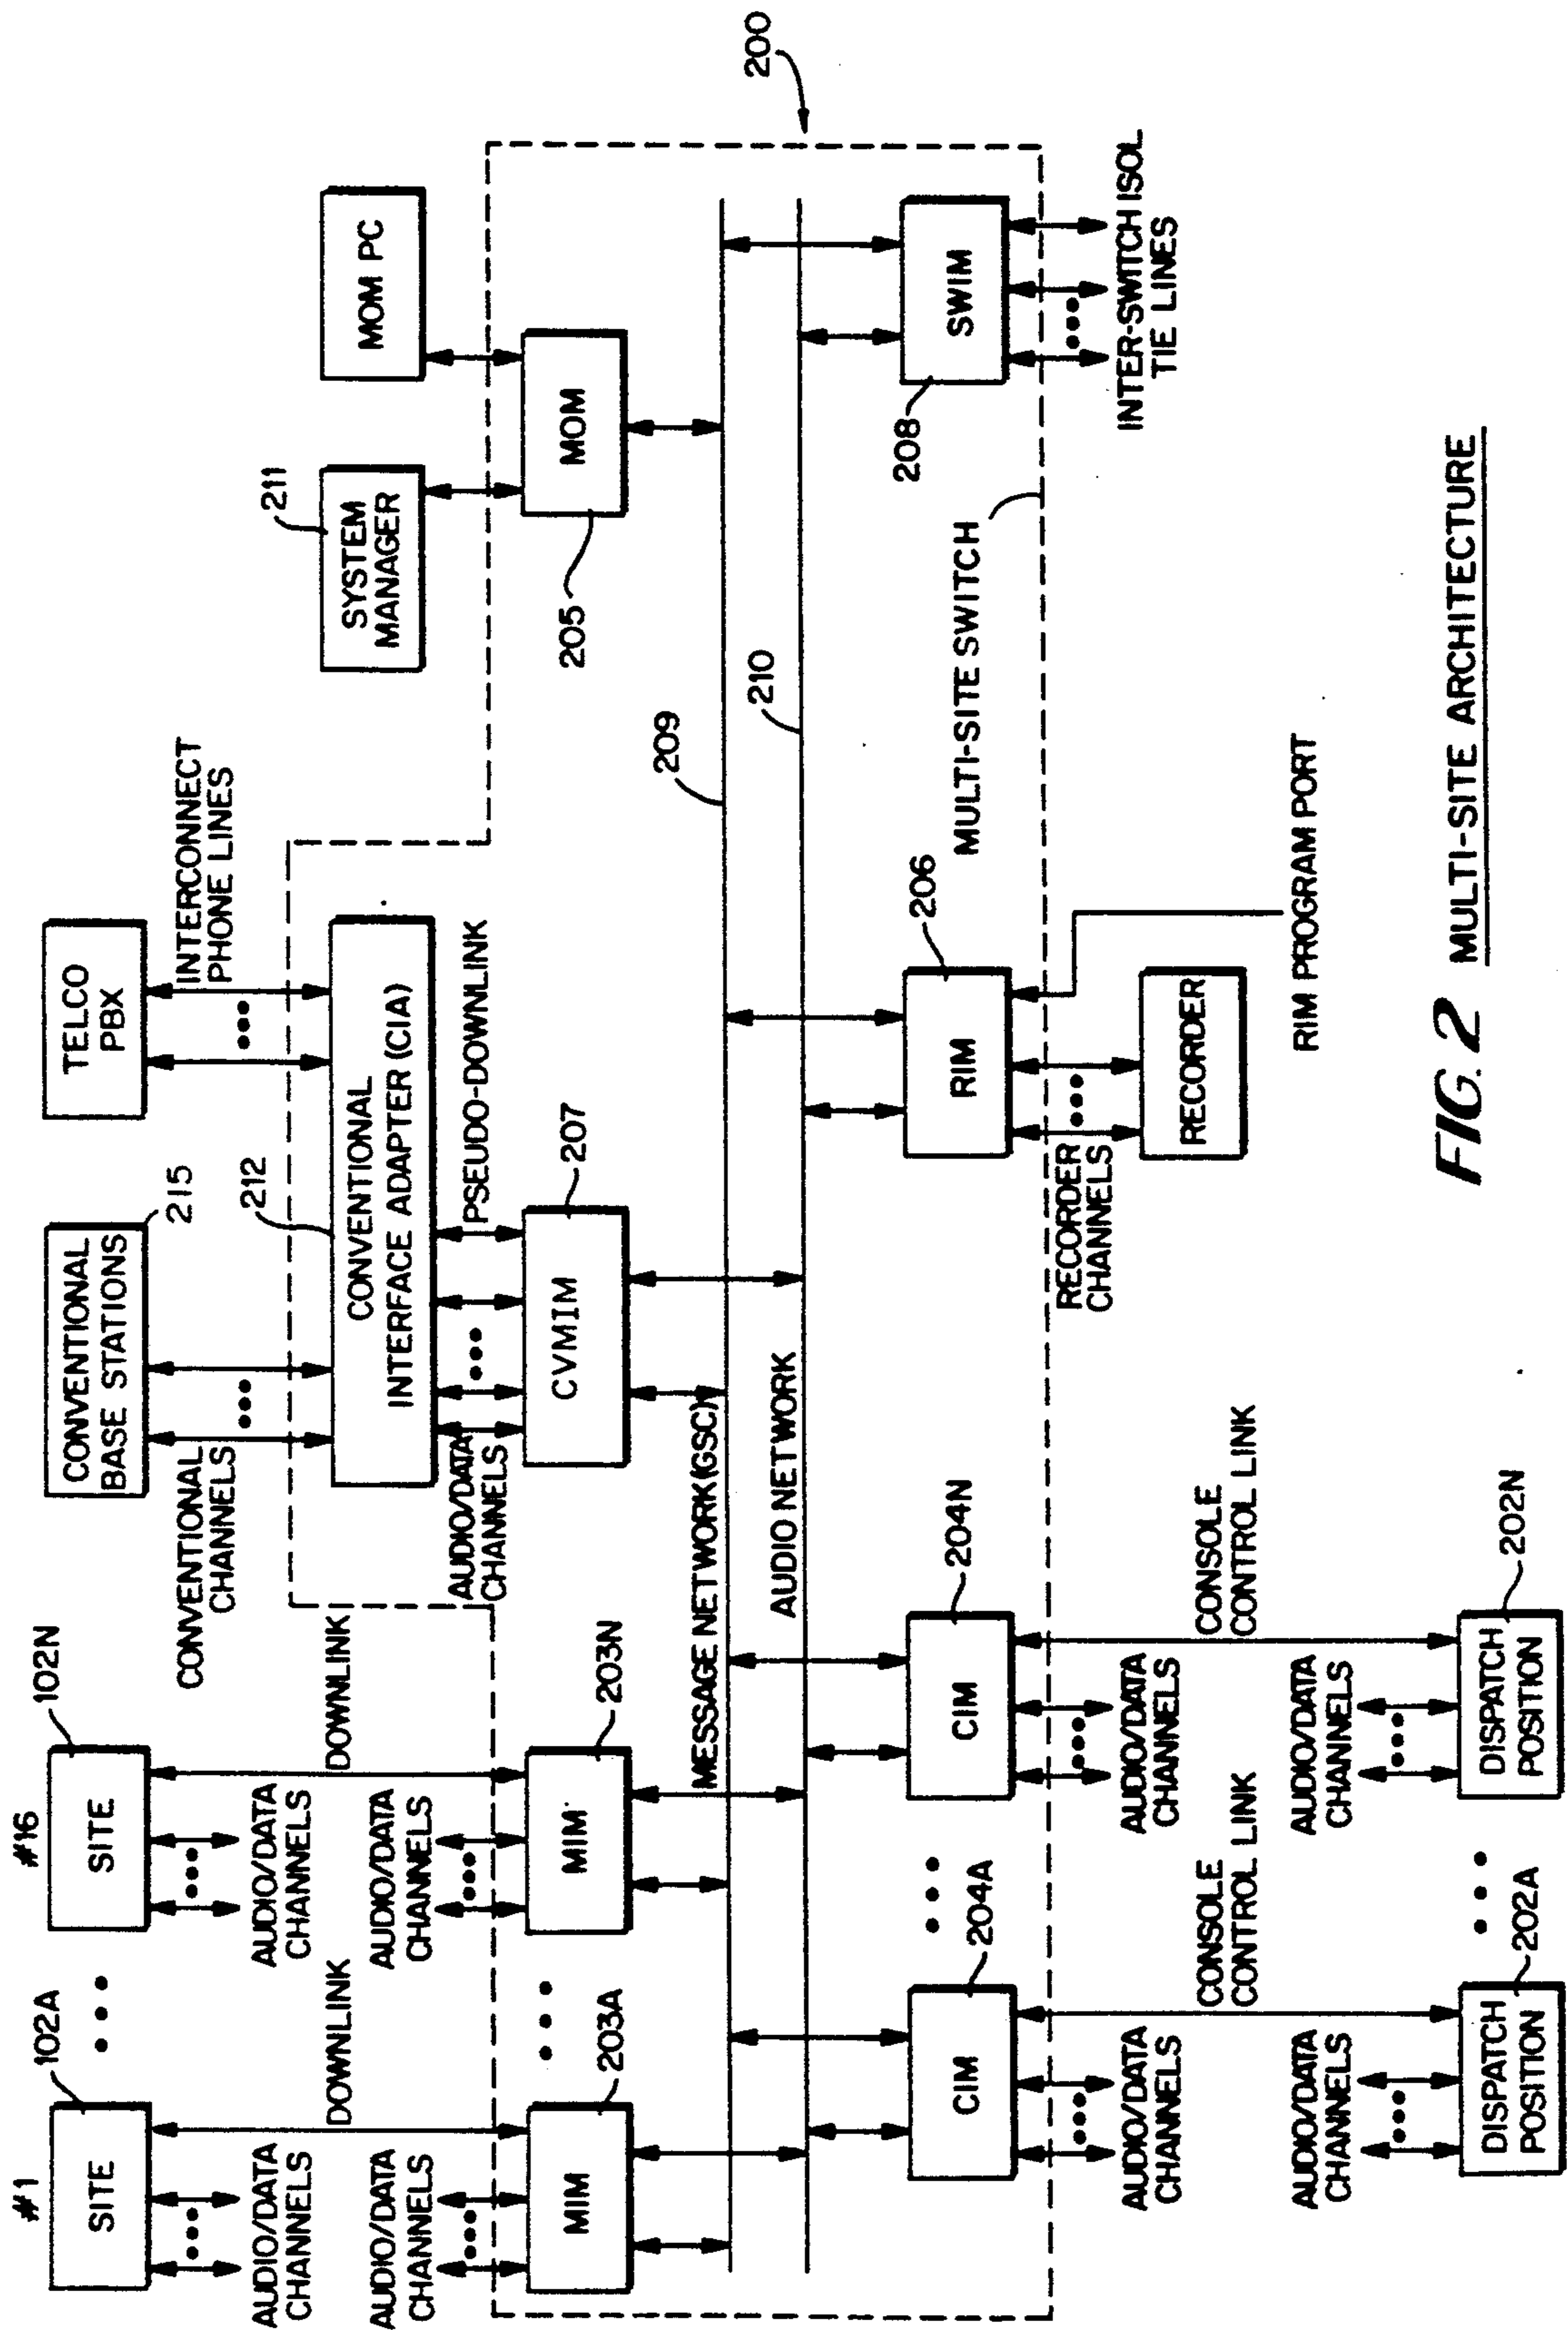 #1
102A
#16
102N
SITE
SITE
AUDIO/DATA
CHANNELS
DOWNLINK
AUDIO/DATA
CHANNELS
DOWNLINK
AUDIO/DATA
CHANNELS
AUDIO/DATA
CHANNELS
MIM
203A
MIM
203N
CONVENTIONAL
BASE STATIONS
215
TELCO
PBX
CONVENTIONAL
CHANNELS
INTERCONNECT
PHONE LINES
212
CONVENTIONAL
INTERFACE ADAPTER (CIA)
AUDIO/DATA
CHANNELS
PSEUDO-DOWNLINK
CVMIM
207
211
SYSTEM
MANAGER
MOM PC
MOM
205
200
MESSAGE NETWORK (GSC)
209
AUDIO NETWORK
210
CIM
204A
CIM
204N
RIM
206
SWIM
208
MULTI-SITE SWITCH
AUDIO/DATA
CHANNELS
CONSOLE
CONTROL LINK
AUDIO/DATA
CHANNELS
CONSOLE
CONTROL LINK
RECORDER
CHANNELS
RECORDER
RIM PROGRAM PORT
INTER-SWITCH ISOL
TIE LINES
AUDIO/DATA
CHANNELS
AUDIO/DATA
CHANNELS
DISPATCH
POSITION
202A
DISPATCH
POSITION
202N
FIG. 2 MULTI-SITE ARCHITECTURE